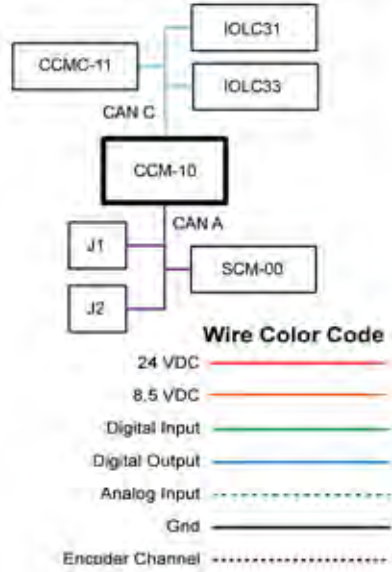 IOLC31
CCMC-11
IOLC33
CAN C
CCM-10
CAN A
J1
SCM-00
J2
Wire Color Code
24 VDC
8.5 VDC
Digital Input
Digital Output
Analog Input
Gnd
Encoder Channel